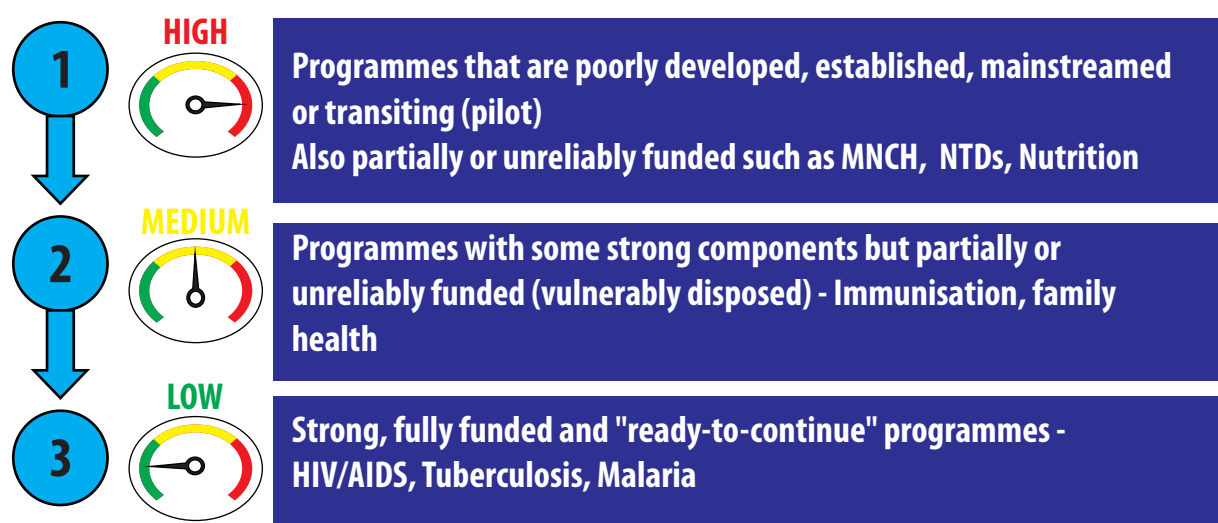 1
HIGH
Programmes that are poorly developed, established, mainstreamed
or transiting (pilot)
Also partially or unreliably funded such as MNCH, NTDs, Nutrition
2
MEDIUM
Programmes with some strong components but partially or
unreliably funded (vulnerably disposed) - Immunisation, family
health
3
LOW
Strong, fully funded and "ready-to-continue" programmes -
HIV/AIDS, Tuberculosis, Malaria